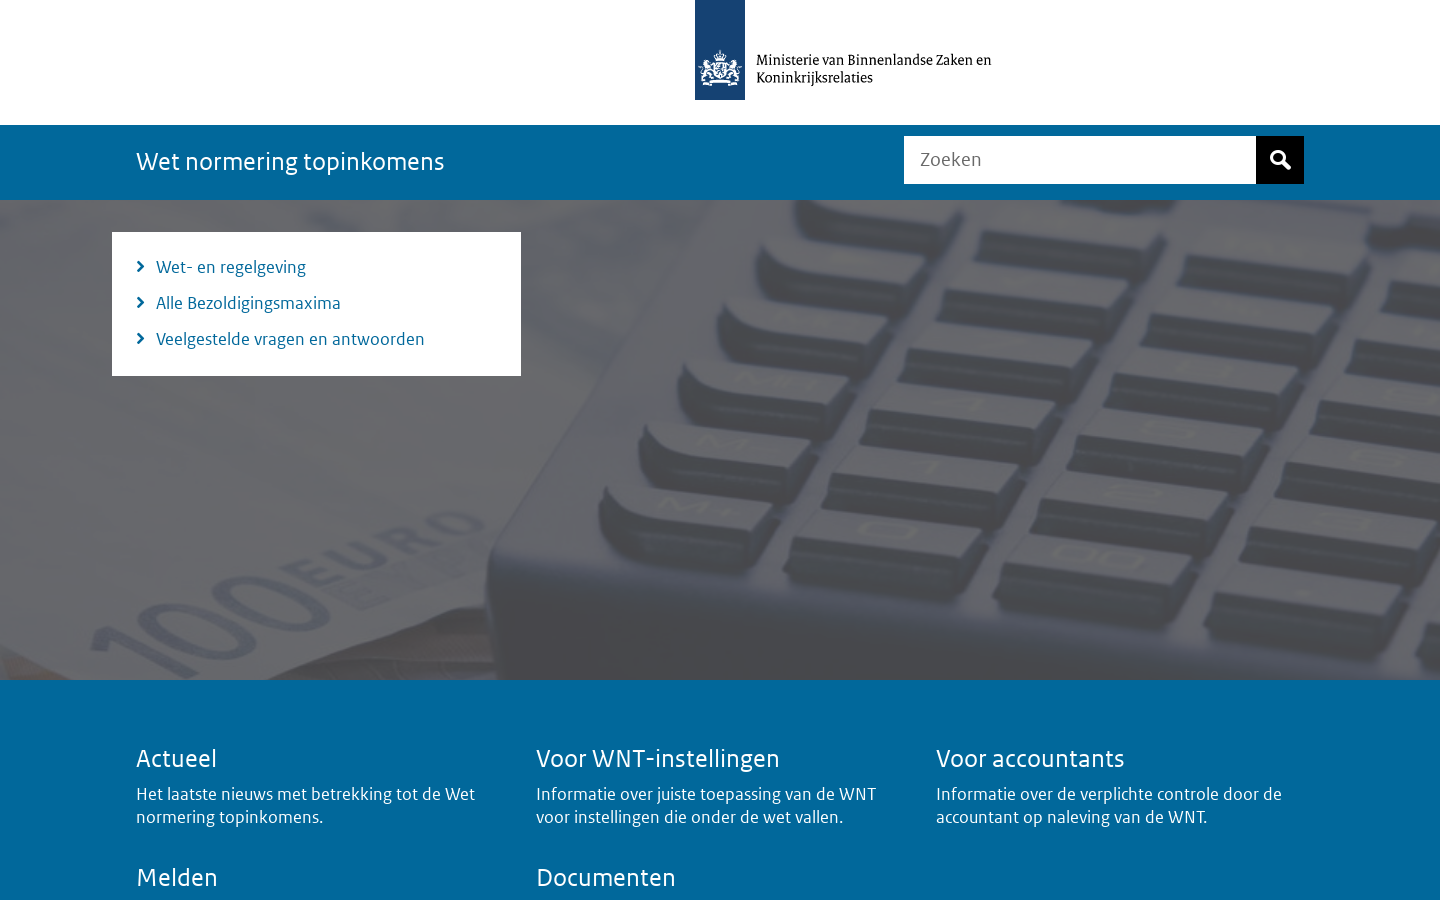 Ministerie van Binnenlandse Zaken en
Koninkrijksrelaties
Wet normering topinkomens
Zoeken
Wet- en regelgeving
Alle Bezoldigingsmaxima
Veelgestelde vragen en antwoorden
100 EURO
Actueel
Voor WNT-instellingen
Voor accountants
Het laatste nieuws met betrekking tot de Wet
normering topinkomens.
Informatie over juiste toepassing van de WNT
voor instellingen die onder de wet vallen.
Informatie over de verplichte controle door de
accountant op naleving van de WNT.
Melden
Documenten